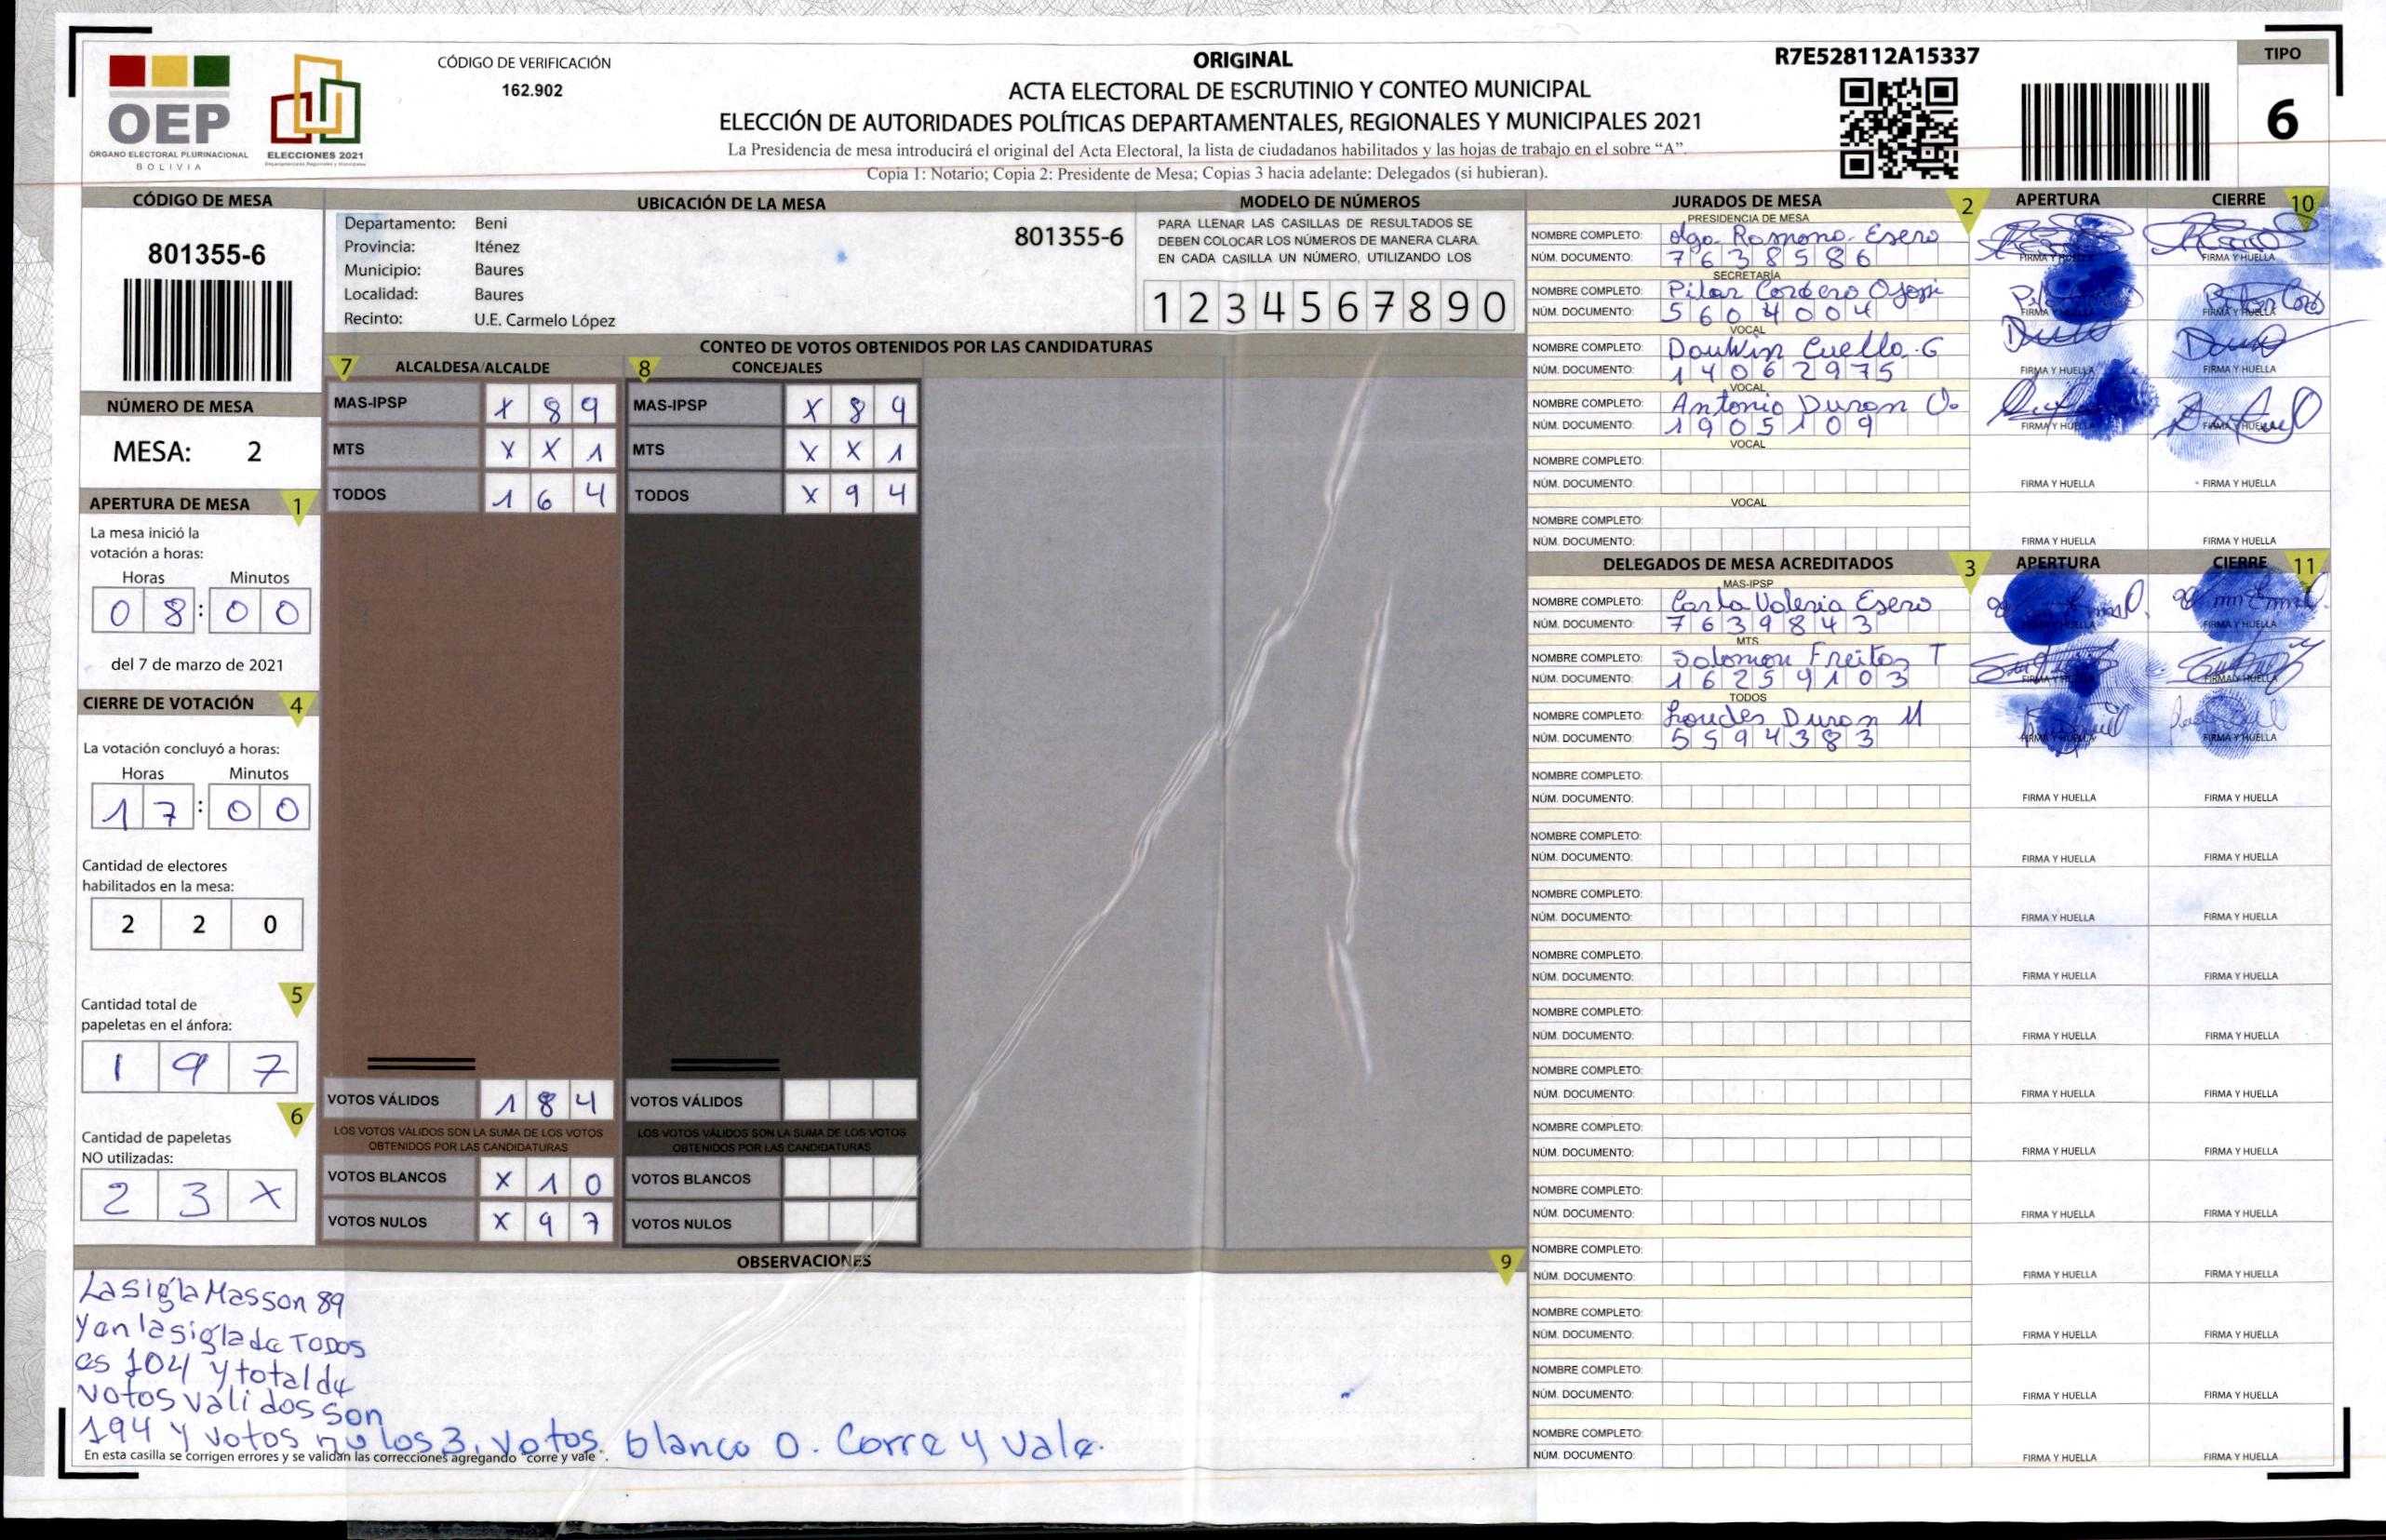 OEP
ÓRGANO ELECTORAL PLURINACIONAL
BOLIVIA
ELECCIONES 2021
CÓDIGO DE VERIFICACIÓN
162.902
ORIGINAL
ACTA ELECTORAL DE ESCRUTINIO Y CONTEO MUNICIPAL
ELECCIÓN DE AUTORIDADES POLÍTICAS DEPARTAMENTALES, REGIONALES Y MUNICIPALES 2021
La Presidencia de mesa introducirá el original del Acta Electoral, la lista de ciudadanos habilitados y las hojas de trabajo en el sobre “A”.
Copia 1: Notario; Copia 2: Presidente de Mesa; Copias 3 hacia adelante: Delegados (si hubieran).
R7E528112A15337
TIPO
6
CÓDIGO DE MESA
801355-6
NÚMERO DE MESA
MESA: 2
APERTURA DE MESA 1
La mesa inició la
votación a horas:
Horas Minutos
0 8 : 0 0
del 7 de marzo de 2021
CIERRE DE VOTACIÓN 4
La votación concluyó a horas:
Horas Minutos
1 7 : 0 0
Cantidad de electores
habilitados en la mesa:
2 2 0
5
Cantidad total de
papeletas en el ánfora:
1 9 7
6
Cantidad de papeletas
NO utilizadas:
2 3 X
UBICACIÓN DE LA MESA
Departamento: Beni
Provincia: Iténez
Municipio: Baures
Localidad: Baures
Recinto: U.E. Carmelo López
801355-6
MODELO DE NÚMEROS
PARA LLENAR LAS CASILLAS DE RESULTADOS SE
DEBEN COLOCAR LOS NÚMEROS DE MANERA CLARA.
EN CADA CASILLA UN NÚMERO, UTILIZANDO LOS
1 2 3 4 5 6 7 8 9 0
CONTEO DE VOTOS OBTENIDOS POR LAS CANDIDATURAS
7 ALCALDESA/ALCALDE
MAS-IPSP X 8 9
MTS X X 1
TODOS 1 6 4
VOTOS VÁLIDOS 1 8 4
LOS VOTOS VÁLIDOS SON LA SUMA DE LOS VOTOS
OBTENIDOS POR LAS CANDIDATURAS
VOTOS BLANCOS X 1 0
VOTOS NULOS X 9 7
8 CONCEJALES
MAS-IPSP X 8 9
MTS X X 1
TODOS X 9 4
VOTOS VÁLIDOS
LOS VOTOS VÁLIDOS SON LA SUMA DE LOS VOTOS
OBTENIDOS POR LAS CANDIDATURAS
VOTOS BLANCOS
VOTOS NULOS
OBSERVACIONES 9
La sigla Mas son 89
y en la sigla de TODOS
es 104 y total de
votos validos son
194 y votos nulos 3, votos blanco 0. Corre y vale.
En esta casilla se corrigen errores y se validan las correcciones agregando "corre y vale".
JURADOS DE MESA 2 APERTURA CIERRE 10
PRESIDENCIA DE MESA
NOMBRE COMPLETO: Esero
NÚM. DOCUMENTO: 7 6 3 8 5 8 6 FIRMA Y HUELLA FIRMA Y HUELLA
SECRETARÍA
NOMBRE COMPLETO: Pilar Cordero
NÚM. DOCUMENTO: 5 6 0 4 0 0 4 FIRMA Y HUELLA FIRMA Y HUELLA
VOCAL
NOMBRE COMPLETO: Cuello G
NÚM. DOCUMENTO: 1 4 0 6 2 9 7 5 FIRMA Y HUELLA FIRMA Y HUELLA
VOCAL
NOMBRE COMPLETO: Antonio Duran O.
NÚM. DOCUMENTO: 1 9 0 5 1 0 9 FIRMA Y HUELLA FIRMA Y HUELLA
VOCAL
NOMBRE COMPLETO:
NÚM. DOCUMENTO: FIRMA Y HUELLA FIRMA Y HUELLA
VOCAL
NOMBRE COMPLETO:
NÚM. DOCUMENTO: FIRMA Y HUELLA FIRMA Y HUELLA
DELEGADOS DE MESA ACREDITADOS 3 APERTURA CIERRE 11
MAS-IPSP
NOMBRE COMPLETO: Carla Valeria Esero
NÚM. DOCUMENTO: 7 6 3 9 8 4 3 FIRMA Y HUELLA FIRMA Y HUELLA
MTS
NOMBRE COMPLETO: Solomon Freitas T
NÚM. DOCUMENTO: 1 6 2 5 9 1 0 3 FIRMA Y HUELLA FIRMA Y HUELLA
TODOS
NOMBRE COMPLETO: Loudes Duran M
NÚM. DOCUMENTO: 5 5 9 4 3 8 3 FIRMA Y HUELLA FIRMA Y HUELLA
NOMBRE COMPLETO:
NÚM. DOCUMENTO: FIRMA Y HUELLA FIRMA Y HUELLA
NOMBRE COMPLETO:
NÚM. DOCUMENTO: FIRMA Y HUELLA FIRMA Y HUELLA
NOMBRE COMPLETO:
NÚM. DOCUMENTO: FIRMA Y HUELLA FIRMA Y HUELLA
NOMBRE COMPLETO:
NÚM. DOCUMENTO: FIRMA Y HUELLA FIRMA Y HUELLA
NOMBRE COMPLETO:
NÚM. DOCUMENTO: FIRMA Y HUELLA FIRMA Y HUELLA
NOMBRE COMPLETO:
NÚM. DOCUMENTO: FIRMA Y HUELLA FIRMA Y HUELLA
NOMBRE COMPLETO:
NÚM. DOCUMENTO: FIRMA Y HUELLA FIRMA Y HUELLA
NOMBRE COMPLETO:
NÚM. DOCUMENTO: FIRMA Y HUELLA FIRMA Y HUELLA
NOMBRE COMPLETO:
NÚM. DOCUMENTO: FIRMA Y HUELLA FIRMA Y HUELLA
NOMBRE COMPLETO:
NÚM. DOCUMENTO: FIRMA Y HUELLA FIRMA Y HUELLA
NOMBRE COMPLETO:
NÚM. DOCUMENTO: FIRMA Y HUELLA FIRMA Y HUELLA
NOMBRE COMPLETO:
NÚM. DOCUMENTO: FIRMA Y HUELLA FIRMA Y HUELLA